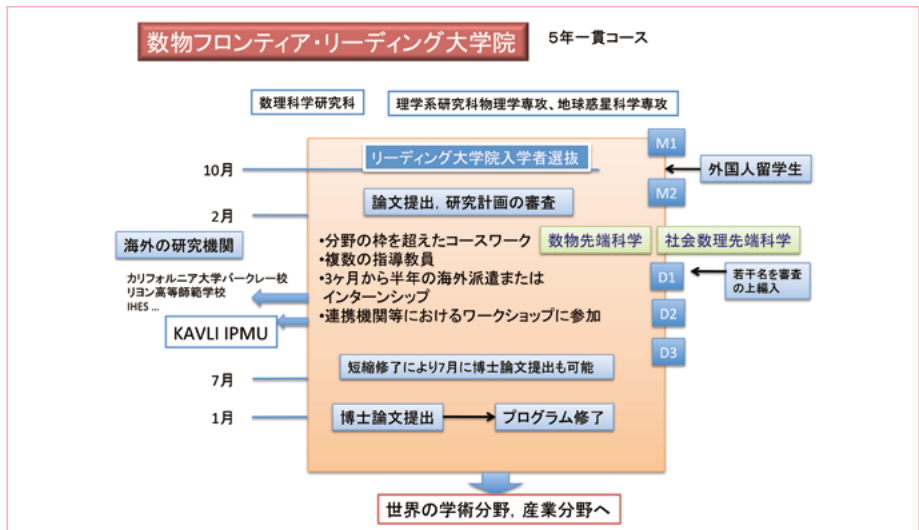 数物フロンティア・リーディング大学院
5年一貫コース
数理科学研究科
理学系研究科物理学専攻、地球惑星科学専攻
M1
リーディング大学院入学者選抜
10月
外国人留学生
M2
論文提出, 研究計画の審査
2月
海外の研究機関
・分野の枠を超えたコースワーク
数物先端科学
社会数理先端科学
・複数の指導教員
カリフォルニア大学バークレー校
リヨン高等師範学校
IHES ...
・3ヶ月から半年の海外派遣または
インターンシップ
D1
若干名を審査
の上編入
・連携機関等におけるワークショップに参加
D2
KAVLI IPMU
D3
短縮修了により7月に博士論文提出も可能
7月
1月
博士論文提出
プログラム修了
世界の学術分野, 産業分野へ